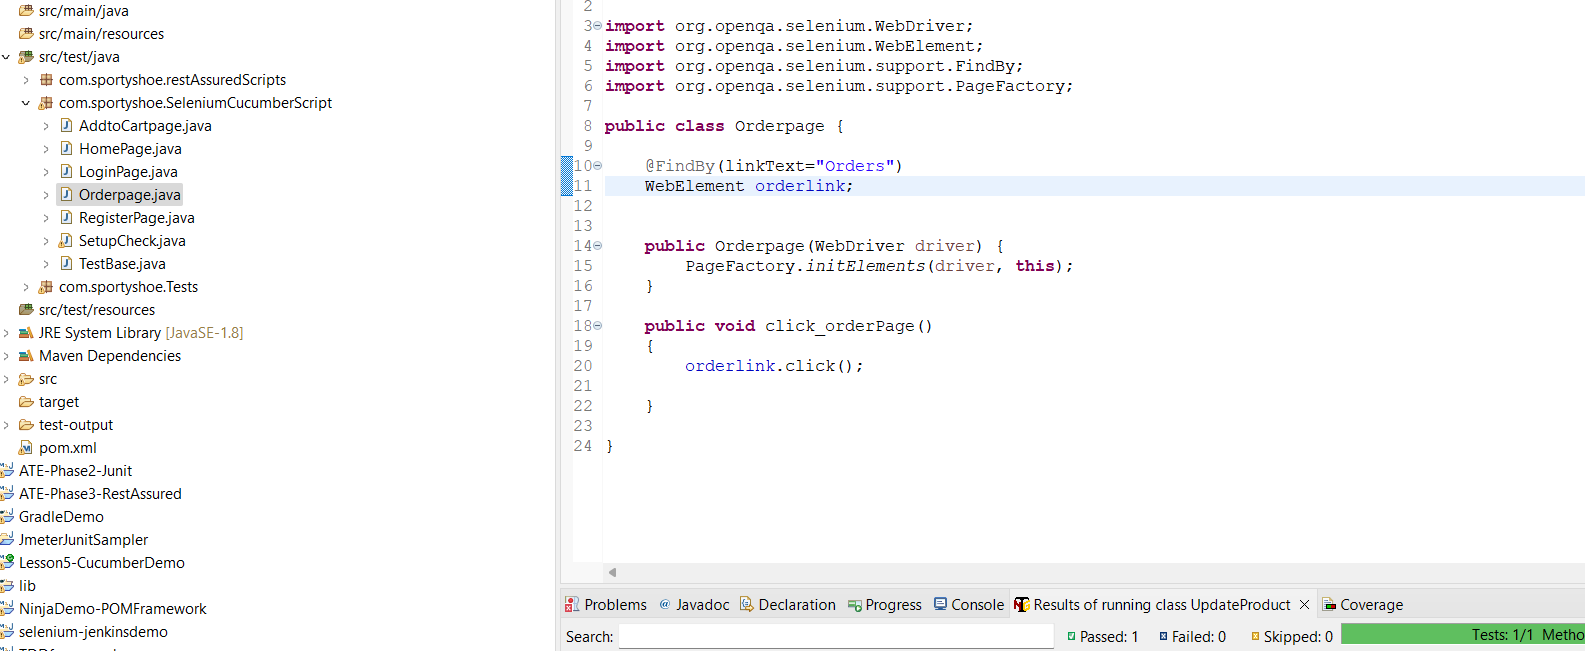 src/main/java
src/main/resources
src/test/java
com.sportyshoe.restAssuredScripts
com.sportyshoe.SeleniumCucumberScript
AddtoCartpage.java
HomePage.java
LoginPage.java
Orderpage.java
RegisterPage.java
SetupCheck.java
TestBase.java
com.sportyshoe.Tests
src/test/resources
JRE System Library [JavaSE-1.8]
Maven Dependencies
src
target
test-output
pom.xml
ATE-Phase2-Junit
ATE-Phase3-RestAssured
GradleDemo
JmeterJunitSampler
Lesson5-CucumberDemo
lib
NinjaDemo-POMFramework
selenium-jenkinsdemo
2
3 import org.openqa.selenium.WebDriver;
4 import org.openqa.selenium.WebElement;
5 import org.openqa.selenium.support.FindBy;
6 import org.openqa.selenium.support.PageFactory;
7
8 public class Orderpage {
9
10 @FindBy(linkText="Orders")
11 WebElement orderlink;
12
13
14 public Orderpage(WebDriver driver) {
15 PageFactory.initElements(driver, this);
16 }
17
18 public void click_orderPage()
19 {
20 orderlink.click();
21
22 }
23
24 }
Problems @ Javadoc Declaration Progress Console Results of running class UpdateProduct Coverage
Search: Passed: 1 Failed: 0 Skipped: 0 Tests: 1/1 Metho